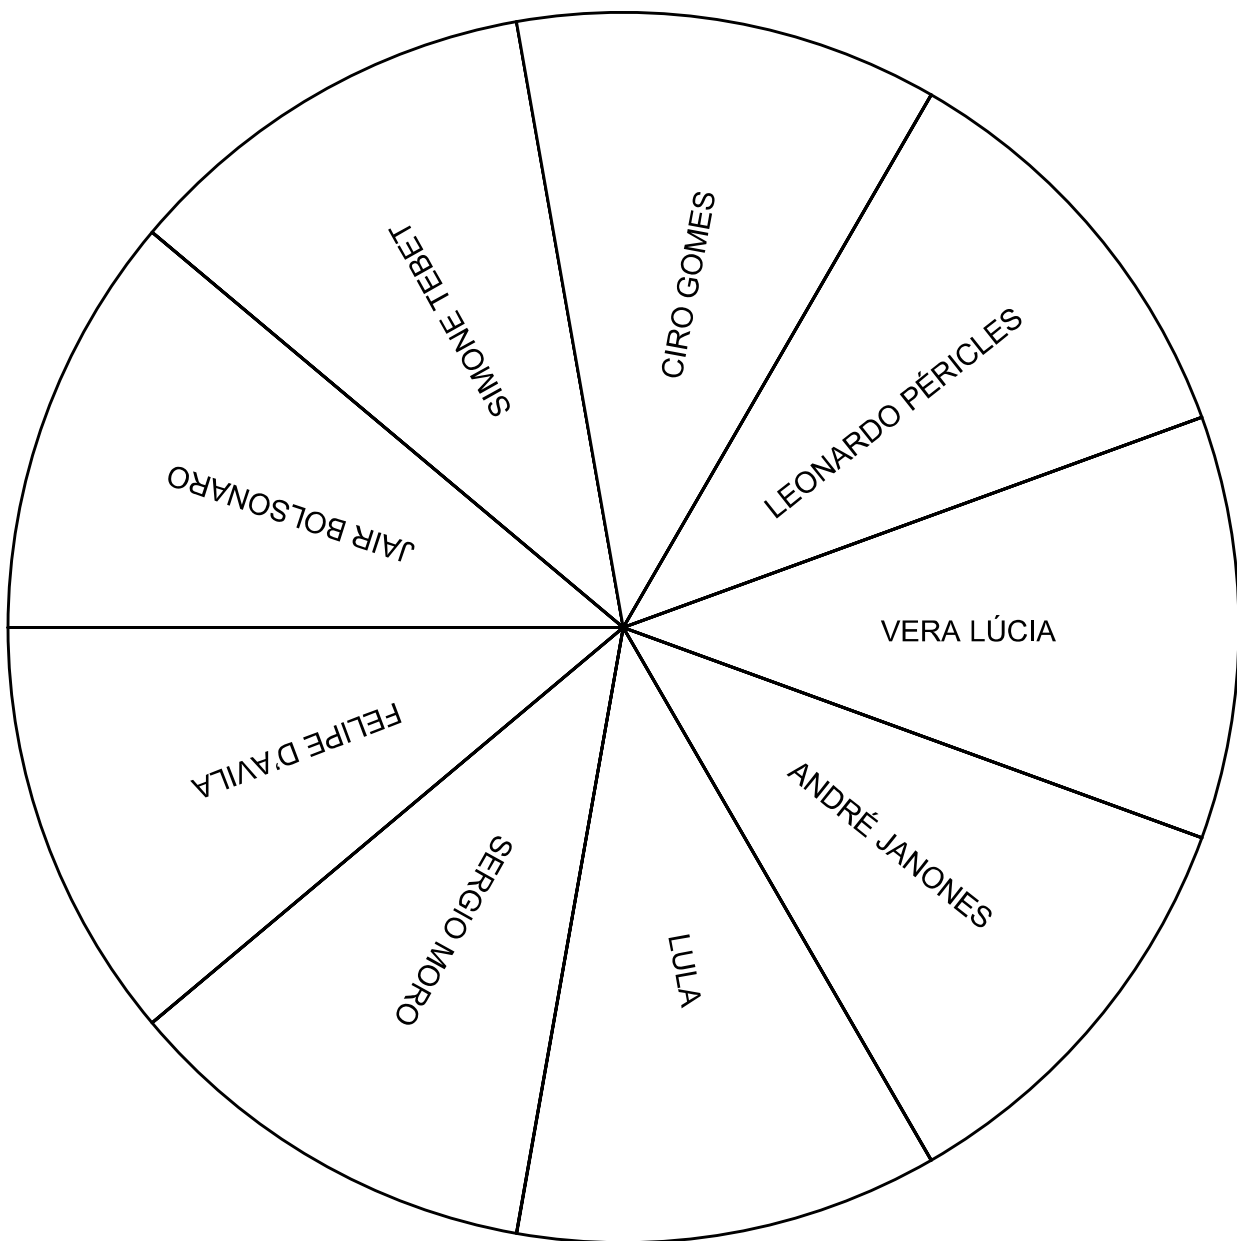 CIRO GOMES
LEONARDO PÉRICLES
VERA LÚCIA
ANDRÉ JANONES
LULA
SERGIO MORO
FELIPE D'AVILA
JAIR BOLSONARO
SIMONE TEBET